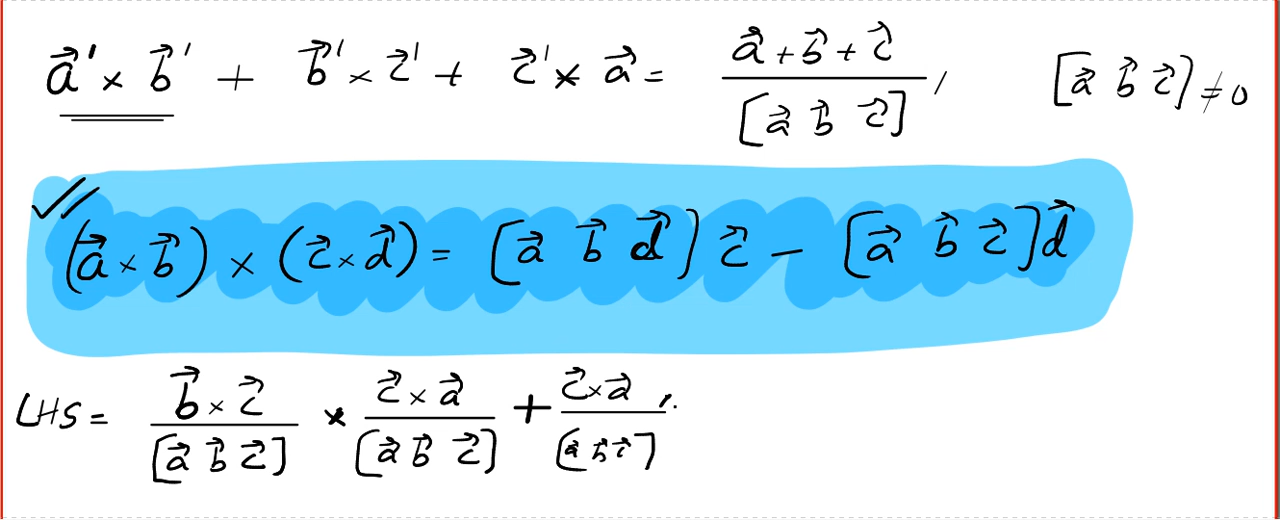 a⃗′ × b⃗′ + b⃗′ × c⃗′ + c⃗′ × a⃗ = (a⃗ + b⃗ + c⃗) / [a⃗ b⃗ c⃗] , [a⃗ b⃗ c⃗] ≠ 0
(a⃗ × b⃗) × (c⃗ × d⃗) = [a⃗ b⃗ d⃗] c⃗ − [a⃗ b⃗ c⃗] d⃗
LHS = (b⃗ × c⃗) / [a⃗ b⃗ c⃗] × (c⃗ × a⃗) / [a⃗ b⃗ c⃗] + (c⃗ × a⃗) / [a⃗ b⃗ c⃗]